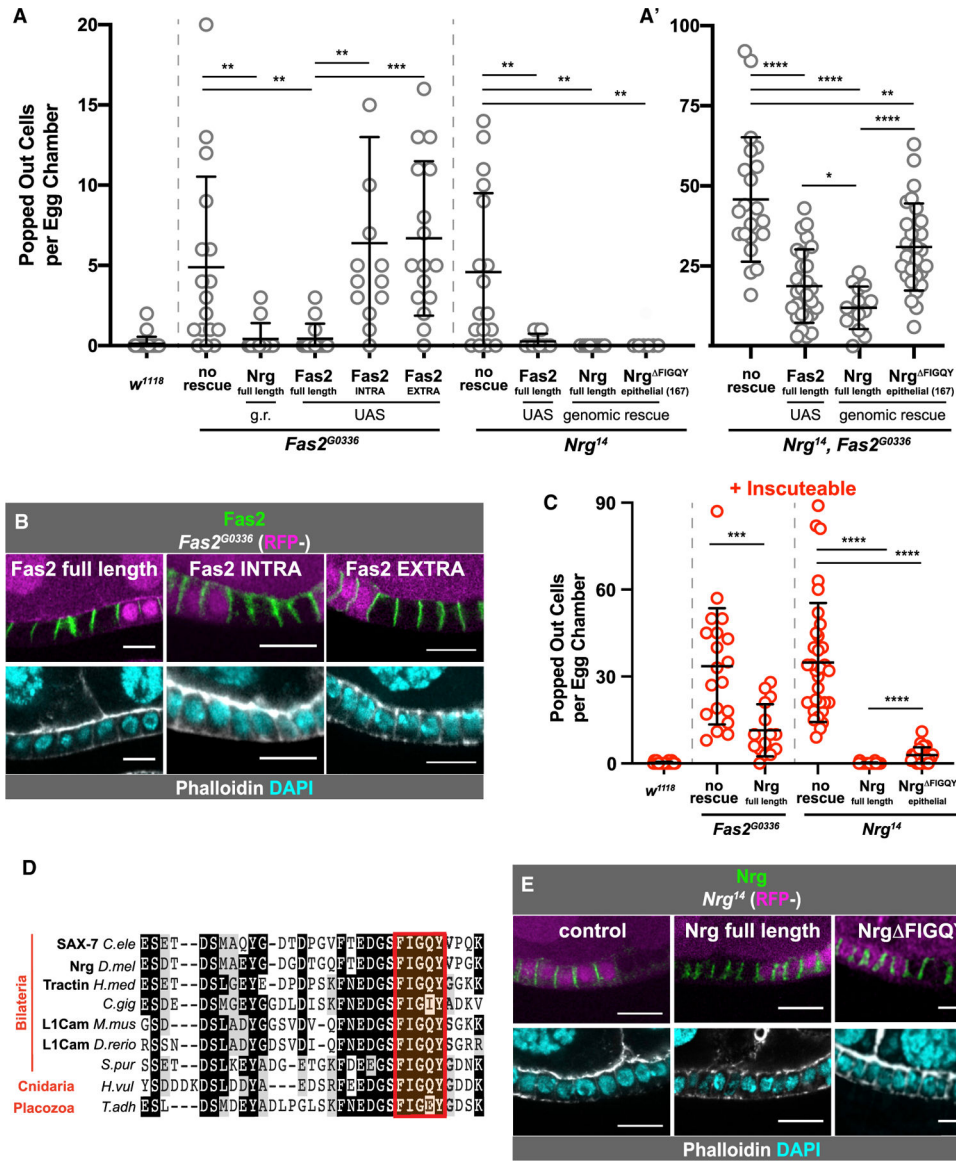 A
A'
20
15
10
5
0
Popped Out Cells
per Egg Chamber
** ** ** *** ** ** **
w1118
no rescue
Nrg full length
Fas2 full length
Fas2 INTRA
Fas2 EXTRA
no rescue
Fas2 full length
Nrg full length
NrgΔFIGQY epithelial (167)
g.r. UAS UAS genomic rescue
Fas2G0336 Nrg14
100
75
50
25
0
**** **** ** **** *
no rescue
Fas2 full length
Nrg full length
NrgΔFIGQY epithelial (167)
UAS genomic rescue
Nrg14, Fas2G0336
B
Fas2
Fas2G0336 (RFP-)
Fas2 full length Fas2 INTRA Fas2 EXTRA
Phalloidin DAPI
C
+ Inscuteable
90
60
30
0
Popped Out Cells
per Egg Chamber
*** **** **** ****
w1118
no rescue
Nrg full length
no rescue
Nrg full length
NrgΔFIGQY epithelial
Fas2G0336 Nrg14
D
Bilateria
Cnidaria
Placozoa
SAX-7 C.ele ESET---DSMAQYG-DTDPGVFTEDGSFIGQYVPQK
Nrg D.mel ESDT---DSMAEYGDGDTGQFTEDGSFIGQYVPGK
Tractin H.med ESET---DSLGEYE-DPDPSKFNEDGSFIGQYGGKK
C.gig ESDE---DSMGEYGGDLDISKFNEDGSFIGIYADKV
L1Cam M.mus GSD----DSLADYGGSVDV-QFNEDGSFIGQYSGKK
L1Cam D.rerio RSSN---DSLADYGDSVDI-QFNEDGSFIGQYSGRR
S.pur ESET---DSLKEYADG-ETGKFDEEGSFIGQYGDNK
H.vul YSDDDKDSLDDYA---EDSRFEEDGSFIGQYGDDK
T.adh ESL----DSMDEYADLPGLSKFNEDGSFIGEYGDSK
E
Nrg
Nrg14 (RFP-)
control Nrg full length NrgΔFIGQY
Phalloidin DAPI